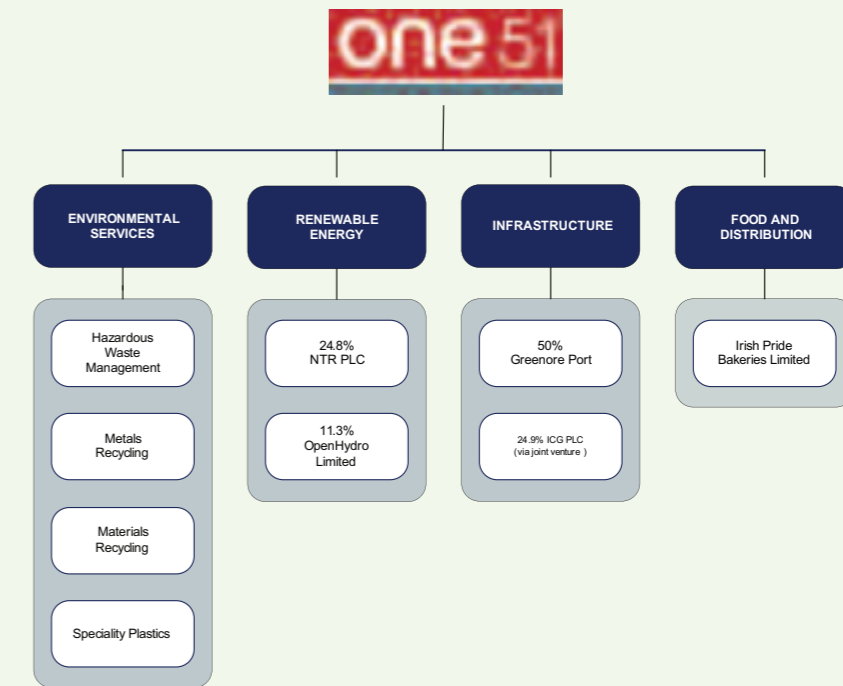 one 51
ENVIRONMENTAL
SERVICES
RENEWABLE
ENERGY
INFRASTRUCTURE
FOOD AND
DISTRIBUTION
Hazardous
Waste
Management
Metals
Recycling
Materials
Recycling
Speciality Plastics
24.8%
NTR PLC
11.3%
OpenHydro
Limited
50%
Greenore Port
24.9% ICG PLC
(via joint venture )
Irish Pride
Bakeries Limited